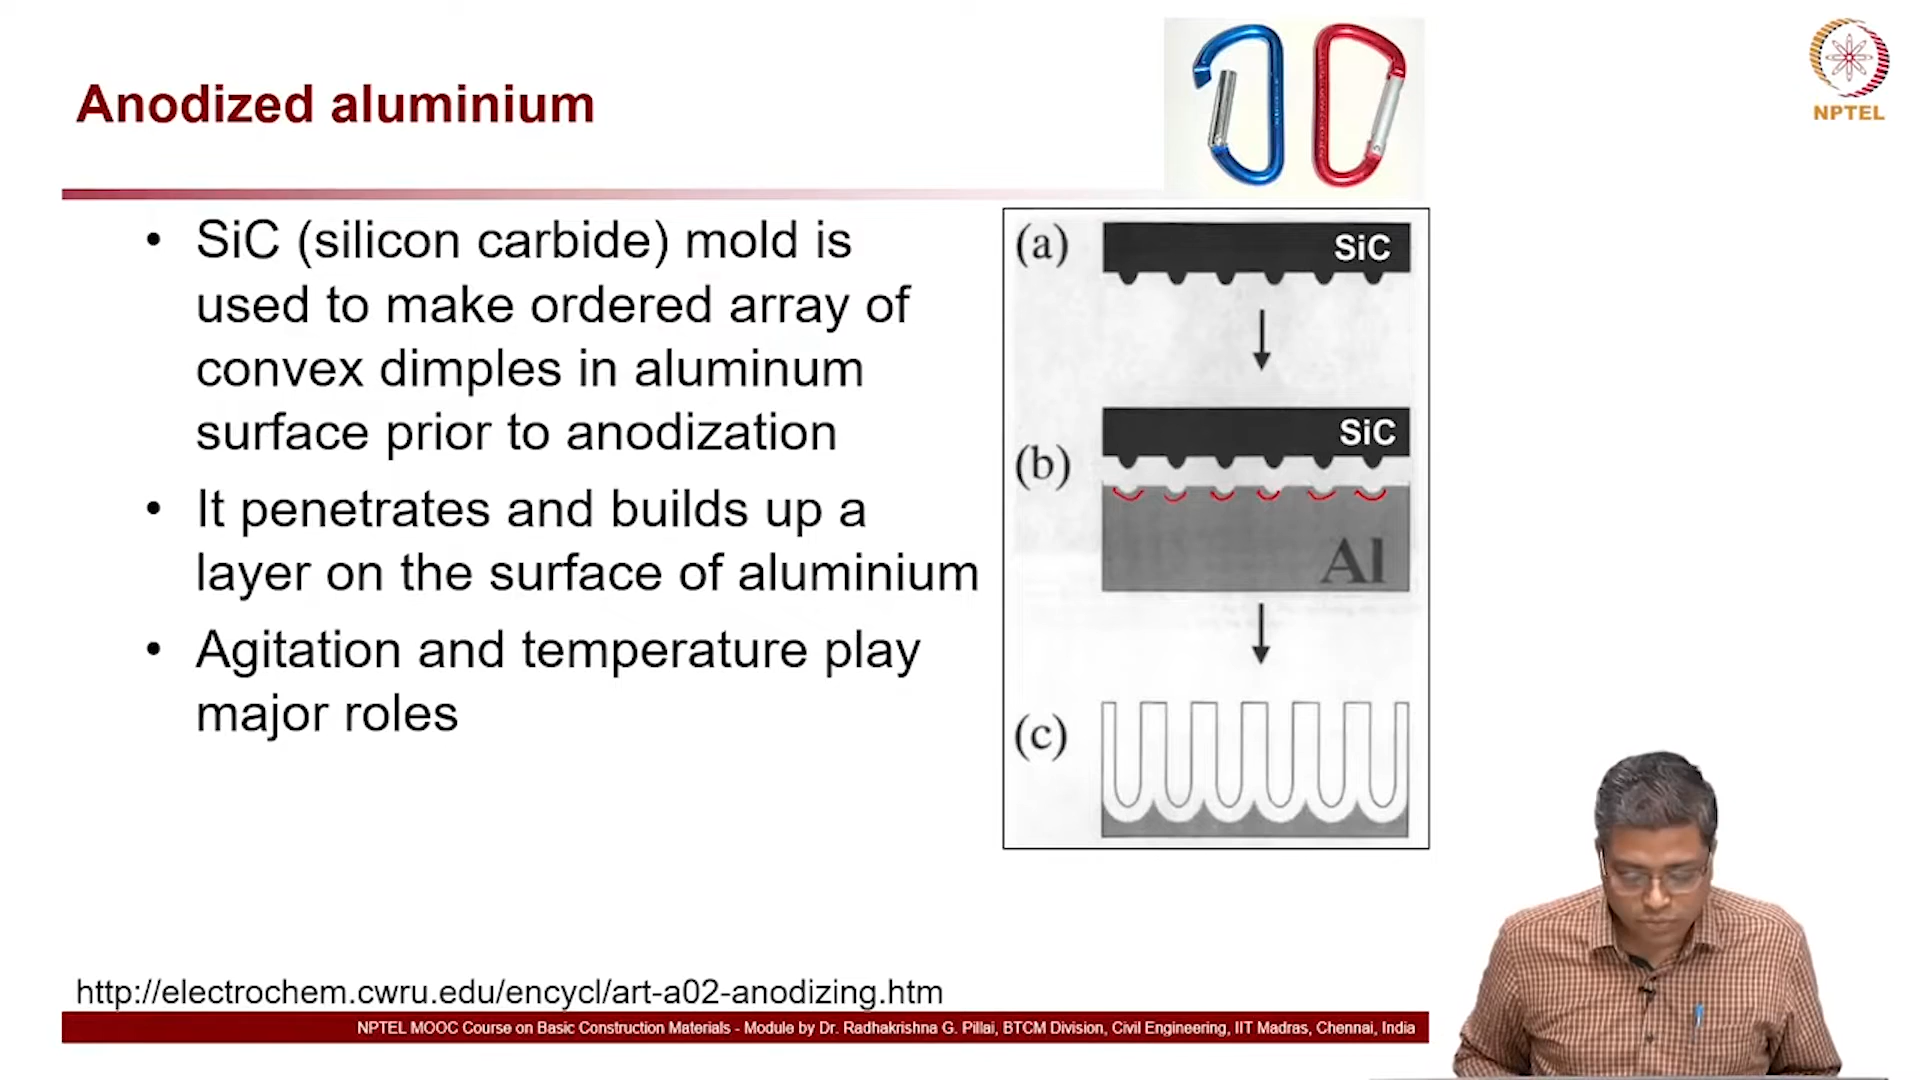 NPTEL
Anodized aluminium
• SiC (silicon carbide) mold is
used to make ordered array of
convex dimples in aluminum
surface prior to anodization
• It penetrates and builds up a
layer on the surface of aluminium
• Agitation and temperature play
major roles
(a)
SiC
SiC
(b)
Al
(c)
http://electrochem.cwru.edu/encycl/art-a02-anodizing.htm
NPTEL MOOC Course on Basic Construction Materials - Module by Dr. Radhakrishna G. Pillai, BTCM Division, Civil Engineering, IIT Madras, Chennai, India